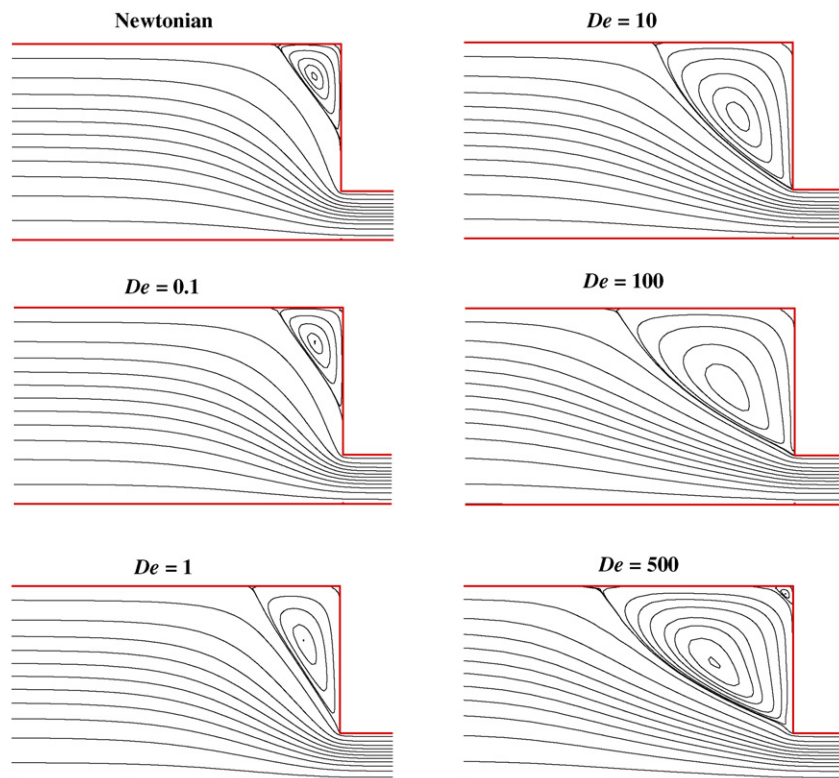 Newtonian
De = 10
De = 0.1
De = 100
De = 1
De = 500